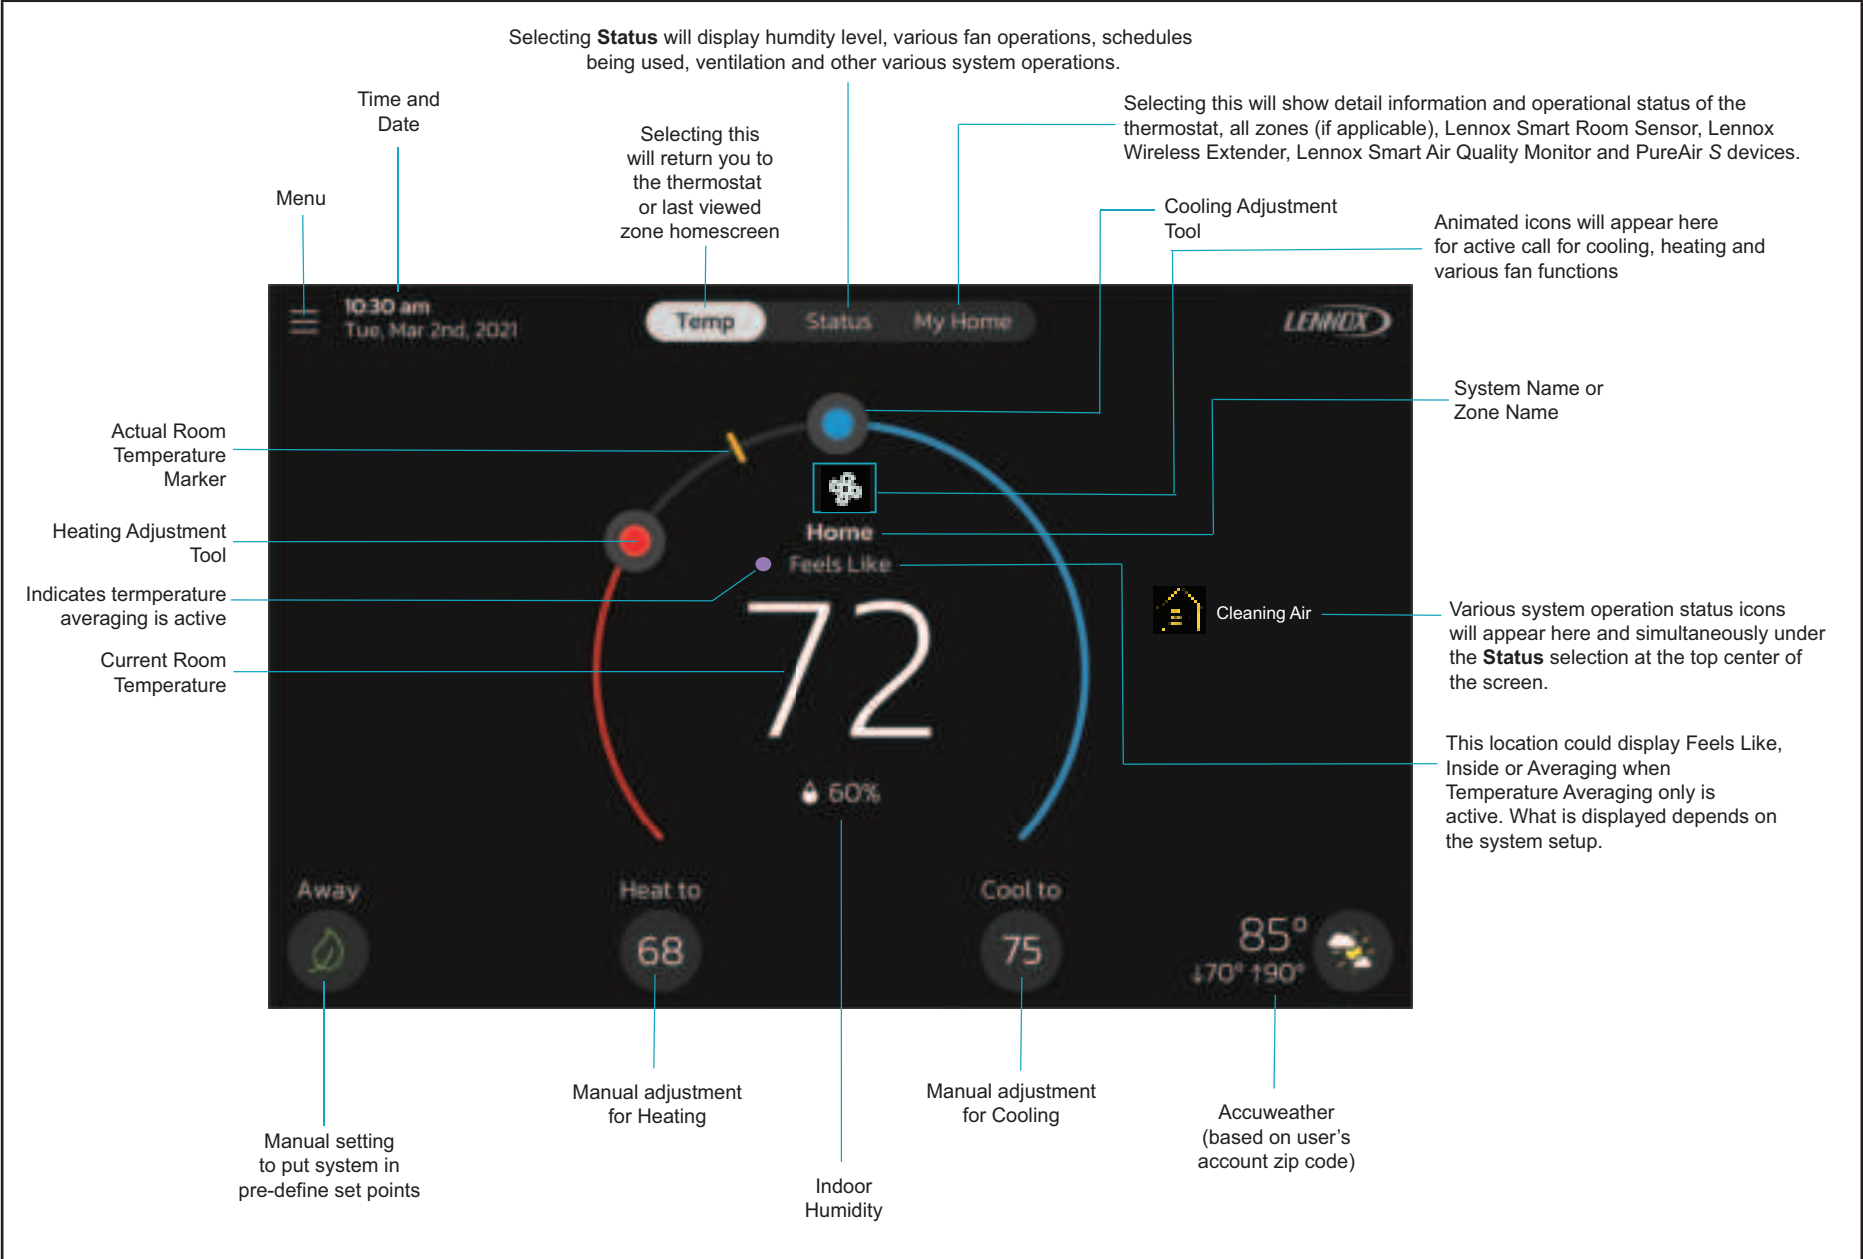 Selecting Status will display humdity level, various fan operations, schedules
being used, ventilation and other various system operations.
Time and
Date
Selecting this
will return you to
the thermostat
or last viewed
zone homescreen
Selecting this will show detail information and operational status of the
thermostat, all zones (if applicable), Lennox Smart Room Sensor, Lennox
Wireless Extender, Lennox Smart Air Quality Monitor and PureAir S devices.
Menu
Cooling Adjustment
Tool
Animated icons will appear here
for active call for cooling, heating and
various fan functions
10:30 am
Tue, Mar 2nd, 2021
Temp
Status
My Home
LENNOX
System Name or
Zone Name
Actual Room
Temperature
Marker
Heating Adjustment
Tool
Home
Feels Like
Indicates termperature
averaging is active
72
Cleaning Air
Various system operation status icons
will appear here and simultaneously under
the Status selection at the top center of
the screen.
Current Room
Temperature
This location could display Feels Like,
Inside or Averaging when
Temperature Averaging only is
active. What is displayed depends on
the system setup.
60%
Away
Heat to
68
Cool to
75
85°
↓70° ↑90°
Manual adjustment
for Heating
Manual adjustment
for Cooling
Accuweather
(based on user's
account zip code)
Manual setting
to put system in
pre-define set points
Indoor
Humidity